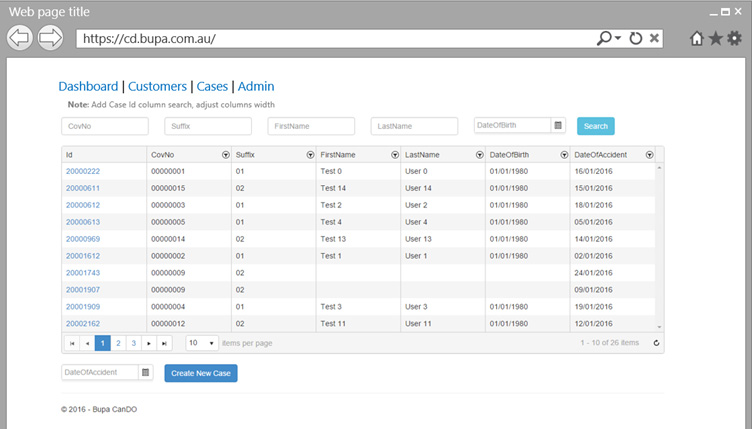 Web page title
https://cd.bupa.com.au/
Dashboard | Customers | Cases | Admin
Note: Add Case Id column search, adjust columns width
CovNo Suffix FirstName LastName DateOfBirth Search
Id CovNo Suffix FirstName LastName DateOfBirth DateOfAccident
20000222 00000001 01 Test 0 User 0 01/01/1980 16/01/2016
20000611 00000015 02 Test 14 User 14 01/01/1980 15/01/2016
20000612 00000003 01 Test 2 User 2 01/01/1980 18/01/2016
20000613 00000005 01 Test 4 User 4 01/01/1980 05/01/2016
20000969 00000014 02 Test 13 User 13 01/01/1980 14/01/2016
20001612 00000002 01 Test 1 User 1 01/01/1980 02/01/2016
20001743 00000009 02 24/01/2016
20001907 00000009 02 09/01/2016
20001909 00000004 01 Test 3 User 3 01/01/1980 19/01/2016
20002162 00000012 02 Test 11 User 11 01/01/1980 12/01/2016
1 2 3 10 items per page 1 - 10 of 26 items
DateOfAccident Create New Case
© 2016 - Bupa CanDO